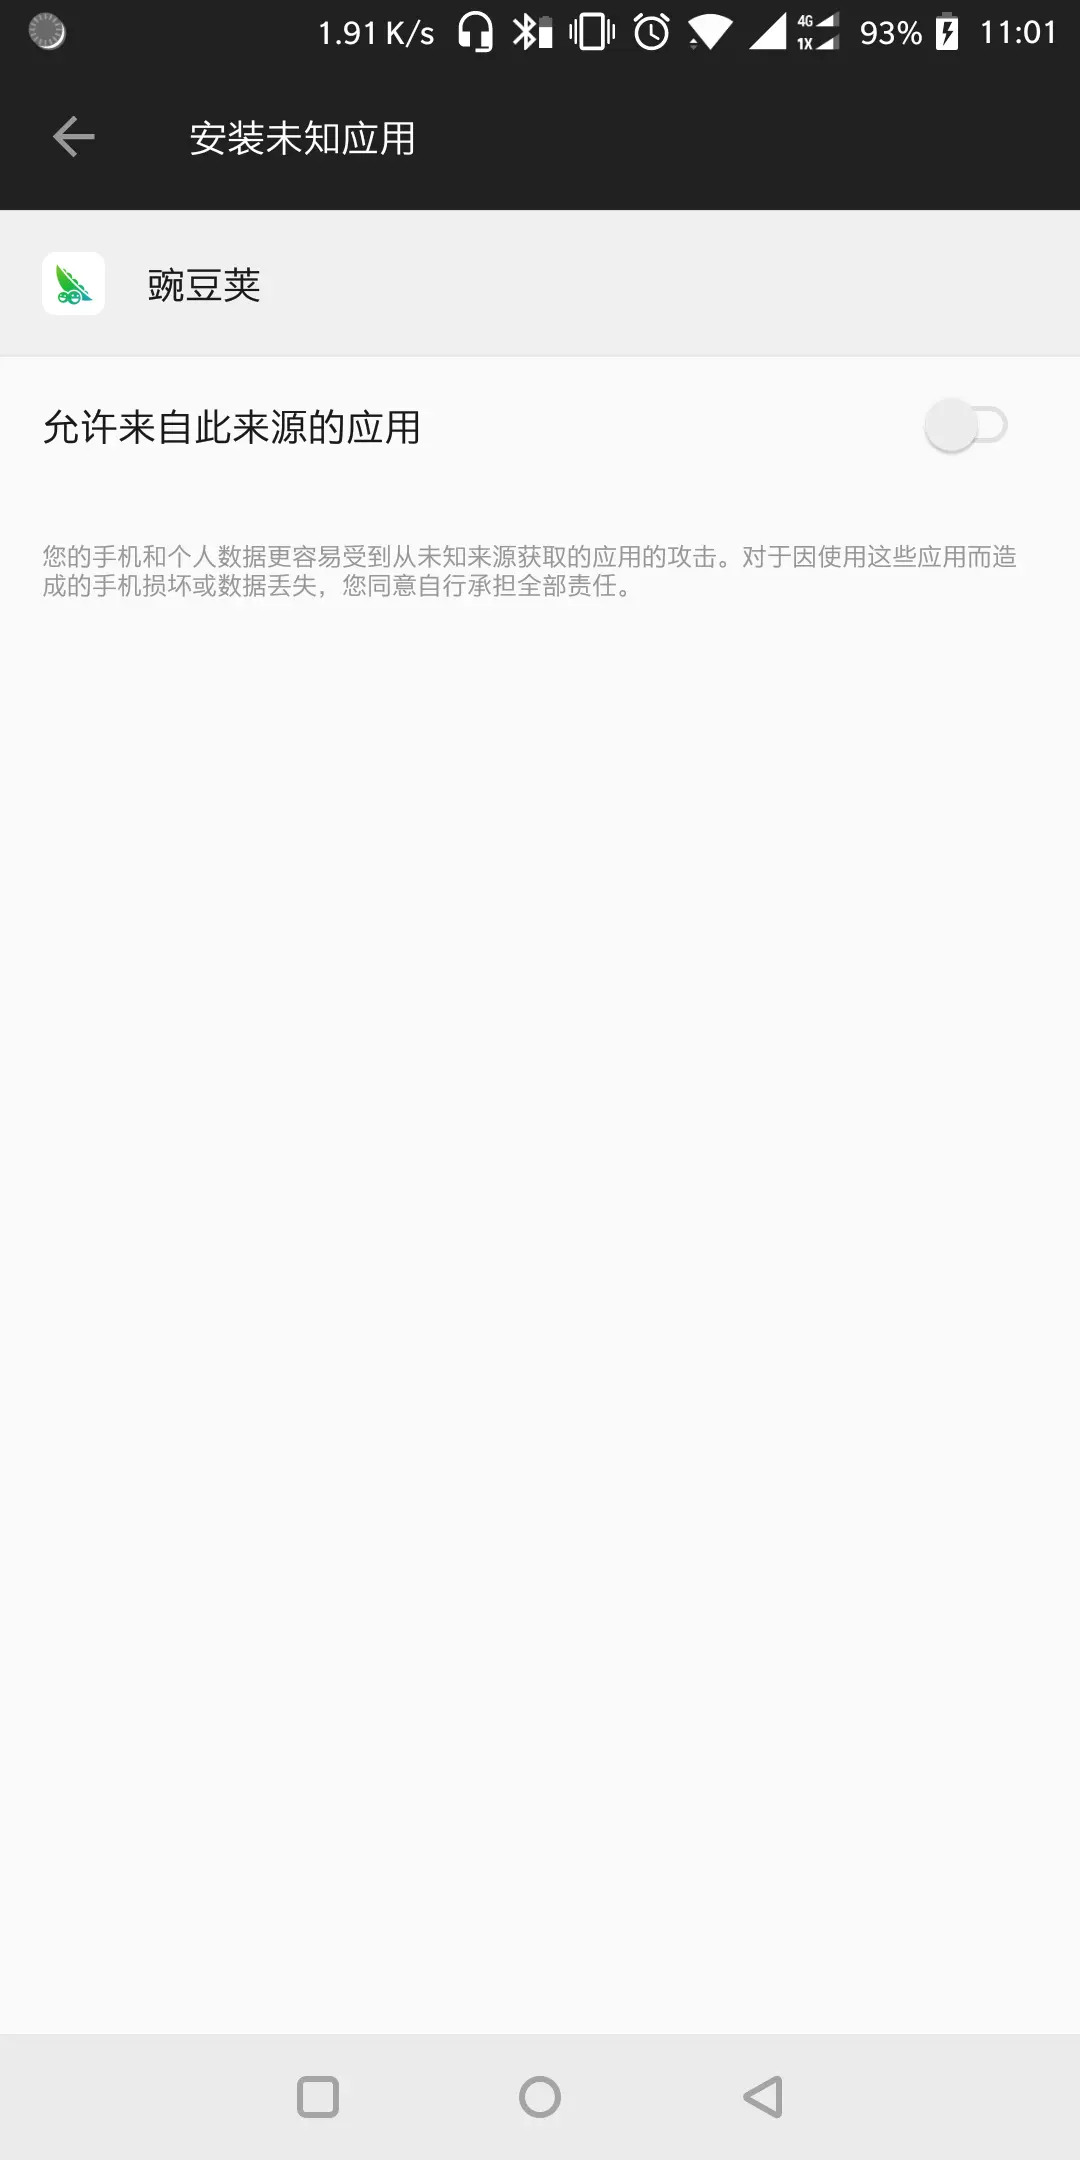 1.91 K/s 4G 1X 93% 11:01
安装未知应用
豌豆荚
允许来自此来源的应用
您的手机和个人数据更容易受到从未知来源获取的应用的攻击。对于因使用这些应用而造
成的手机损坏或数据丢失，您同意自行承担全部责任。